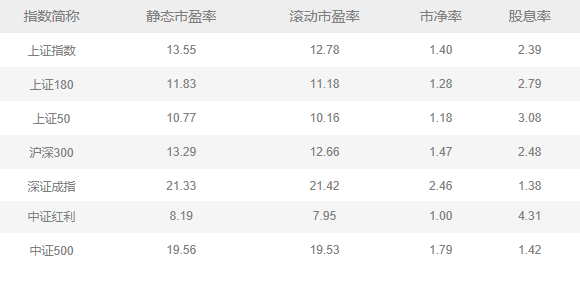 指数简称 静态市盈率 滚动市盈率 市净率 股息率
上证指数 13.55 12.78 1.40 2.39
上证180 11.83 11.18 1.28 2.79
上证50 10.77 10.16 1.18 3.08
沪深300 13.29 12.66 1.47 2.48
深证成指 21.33 21.42 2.46 1.38
中证红利 8.19 7.95 1.00 4.31
中证500 19.56 19.53 1.79 1.42